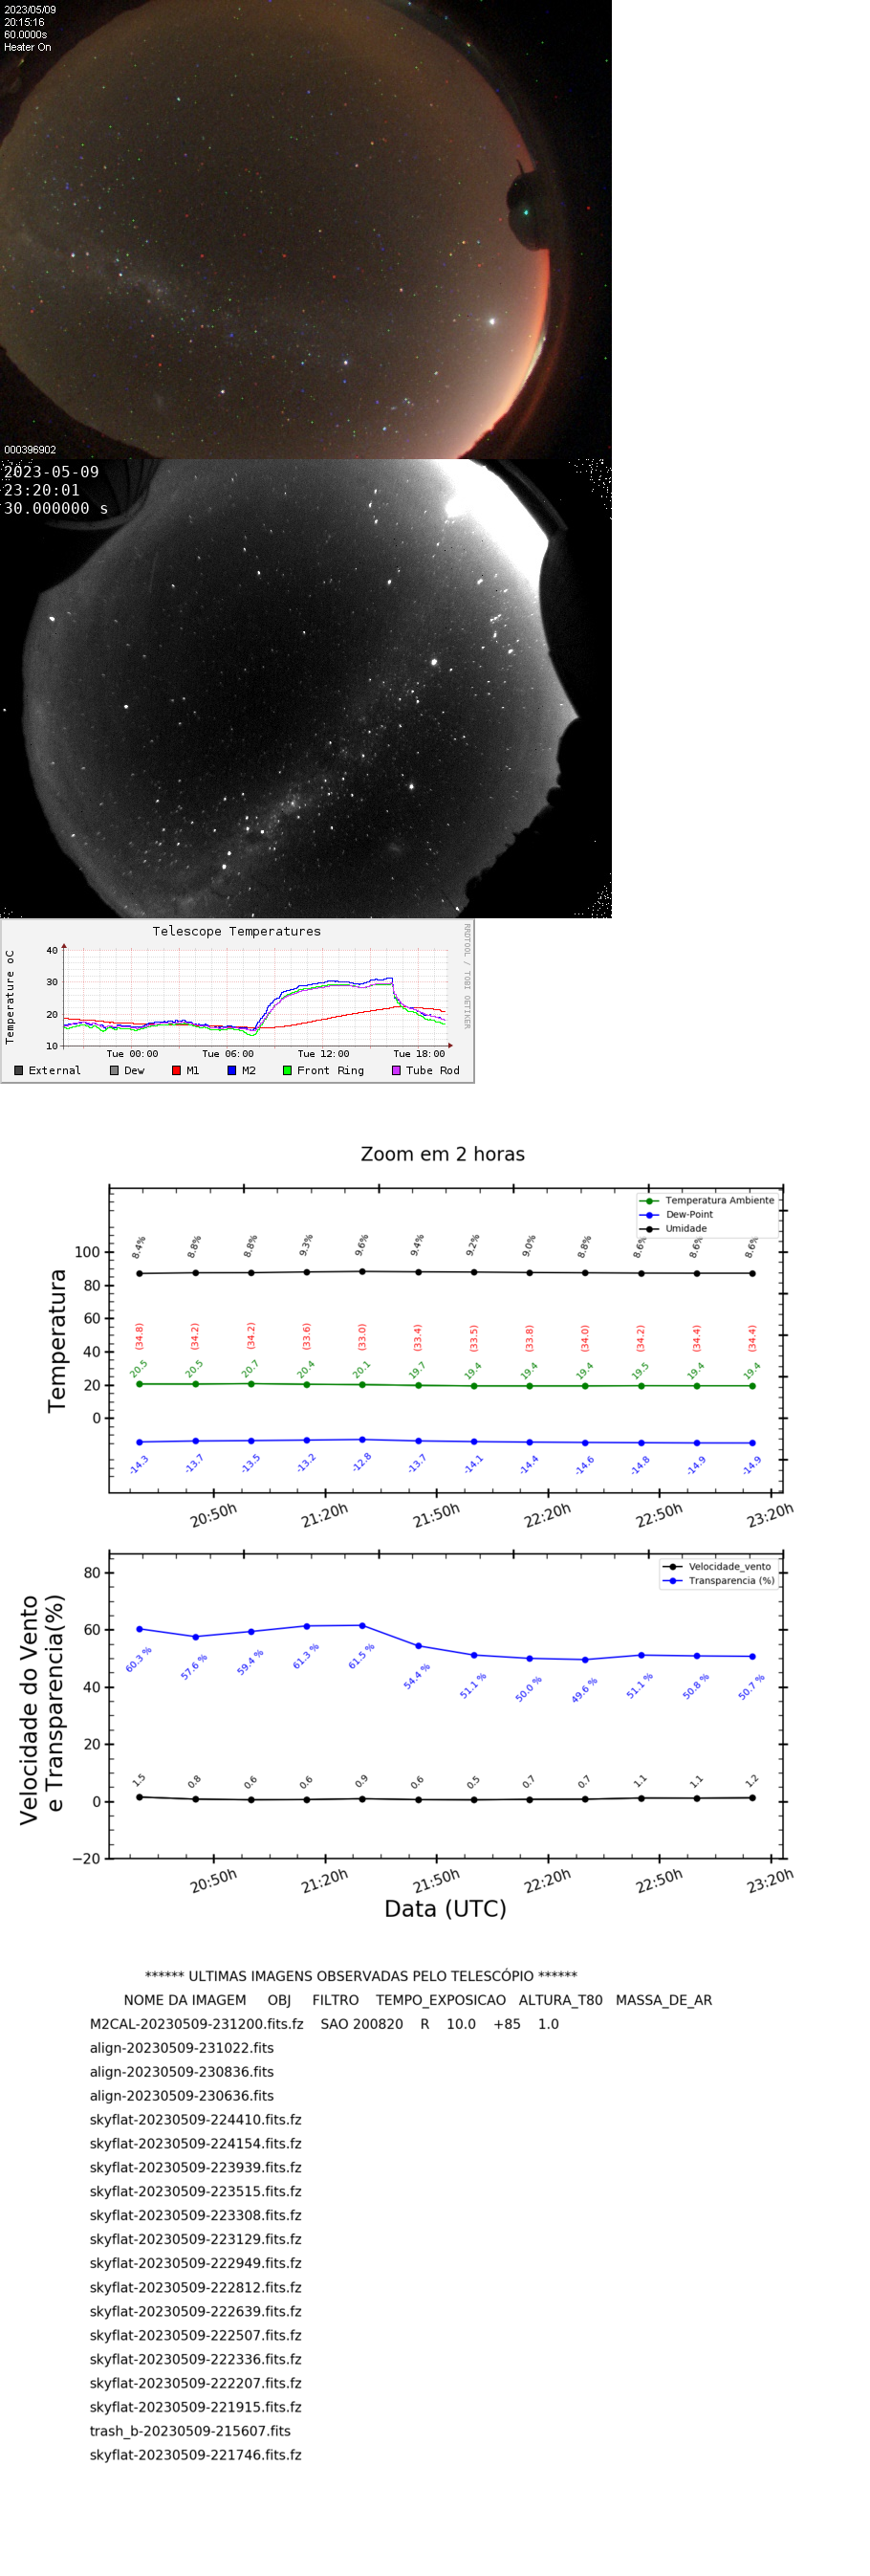 2023/05/09
20:15:16
60.0000s
Heater On
000396902
2023-05-09
23:20:01
30.000000 s
Telescope Temperatures
RRDTOOL / TOBI OETIKER
Temperature oC
40
30
20
10
Tue 00:00 Tue 06:00 Tue 12:00 Tue 18:00
External Dew M1 M2 Front Ring Tube Rod
Zoom em 2 horas
Temperatura Ambiente
Dew-Point
Umidade
Temperatura
100
80
60
40
20
0
8.4% 8.8% 8.8% 9.3% 9.6% 9.4% 9.2% 9.0% 8.8% 8.6% 8.6% 8.6%
(34.8) (34.2) (34.2) (33.6) (33.0) (33.4) (33.5) (33.8) (34.0) (34.2) (34.4) (34.4)
20.5 20.5 20.7 20.4 20.1 19.7 19.4 19.4 19.4 19.5 19.4 19.4
-14.3 -13.7 -13.5 -13.2 -12.8 -13.7 -14.1 -14.4 -14.6 -14.8 -14.9 -14.9
20:50h 21:20h 21:50h 22:20h 22:50h 23:20h
Velocidade_vento
Transparencia (%)
Velocidade do Vento
e Transparencia(%)
80
60
40
20
0
−20
60.3 % 57.6 % 59.4 % 61.3 % 61.5 % 54.4 % 51.1 % 50.0 % 49.6 % 51.1 % 50.8 % 50.7 %
1.5 0.8 0.6 0.6 0.9 0.6 0.5 0.7 0.7 1.1 1.1 1.2
20:50h 21:20h 21:50h 22:20h 22:50h 23:20h
Data (UTC)
****** ULTIMAS IMAGENS OBSERVADAS PELO TELESCÓPIO ******
NOME DA IMAGEM OBJ FILTRO TEMPO_EXPOSICAO ALTURA_T80 MASSA_DE_AR
M2CAL-20230509-231200.fits.fz SAO 200820 R 10.0 +85 1.0
align-20230509-231022.fits
align-20230509-230836.fits
align-20230509-230636.fits
skyflat-20230509-224410.fits.fz
skyflat-20230509-224154.fits.fz
skyflat-20230509-223939.fits.fz
skyflat-20230509-223515.fits.fz
skyflat-20230509-223308.fits.fz
skyflat-20230509-223129.fits.fz
skyflat-20230509-222949.fits.fz
skyflat-20230509-222812.fits.fz
skyflat-20230509-222639.fits.fz
skyflat-20230509-222507.fits.fz
skyflat-20230509-222336.fits.fz
skyflat-20230509-222207.fits.fz
skyflat-20230509-221915.fits.fz
trash_b-20230509-215607.fits
skyflat-20230509-221746.fits.fz